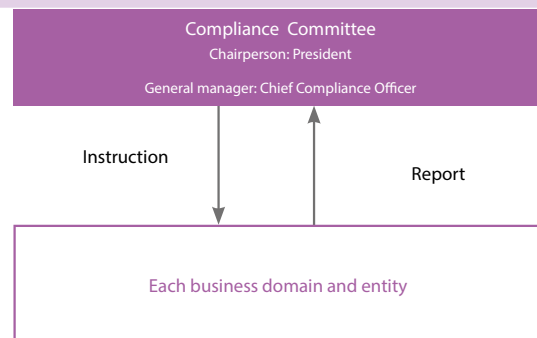 Compliance Committee
Chairperson: President
General manager: Chief Compliance Officer
Instruction
Report
Each business domain and entity